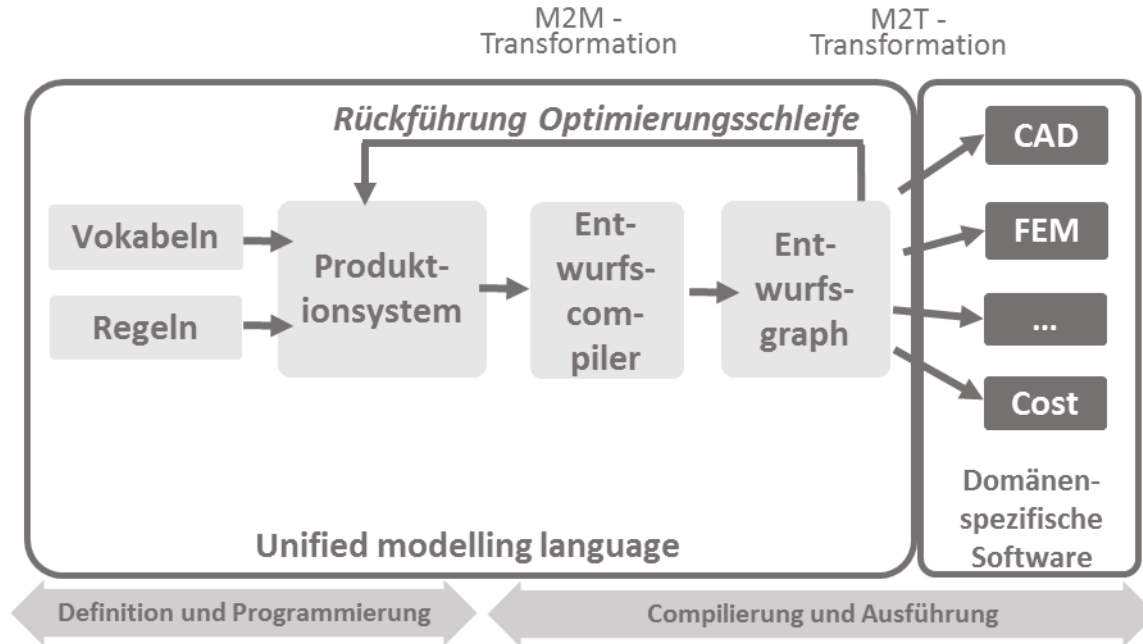 M2M -
Transformation
M2T -
Transformation
Rückführung Optimierungsschleife
Vokabeln
Regeln
Produkt-
ionsystem
Ent-
wurfs-
com-
piler
Ent-
wurfs-
graph
CAD
FEM
...
Cost
Domänen-
spezifische
Software
Unified modelling language
Definition und Programmierung
Compilierung und Ausführung